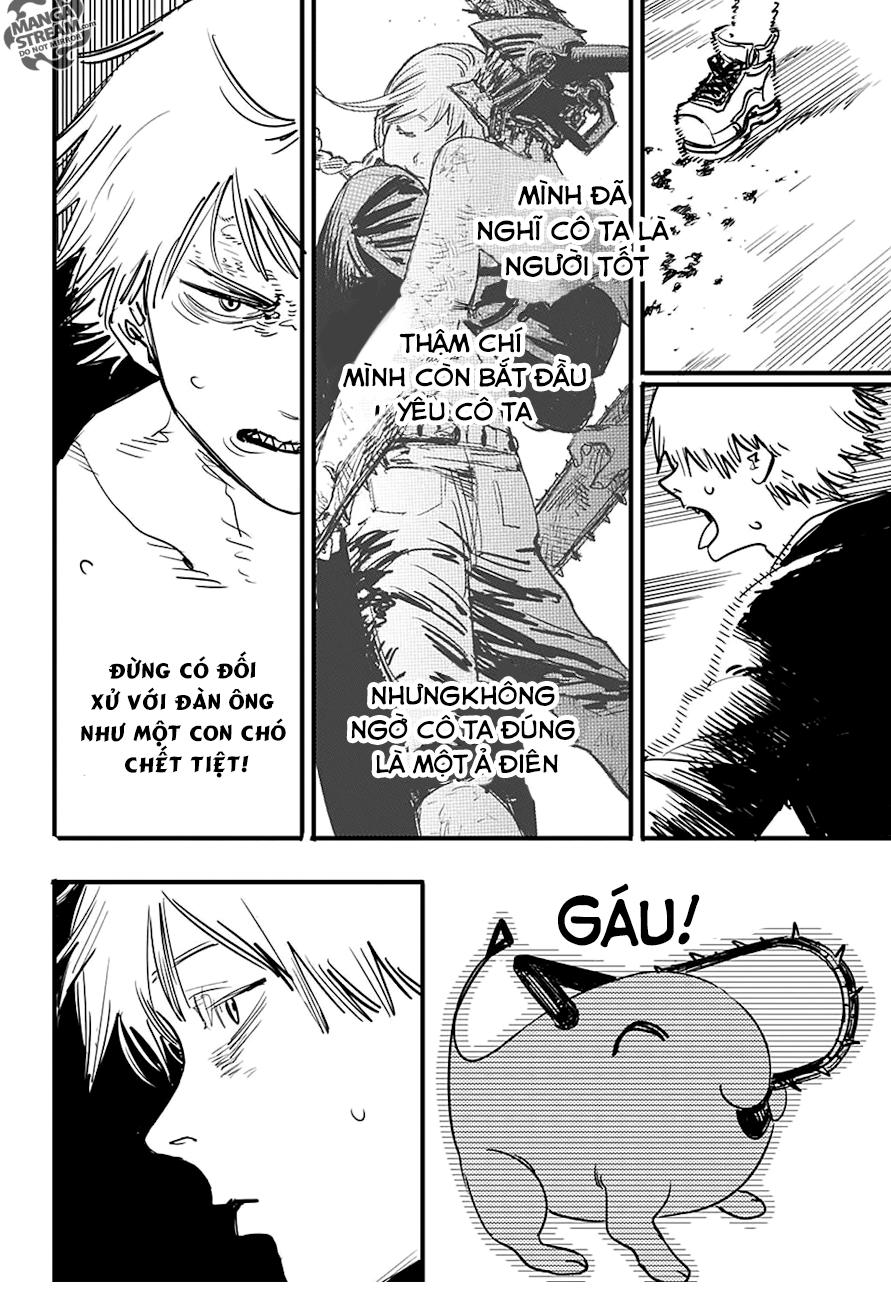 MANGA
STREAM.com
DO NOT MIRROR!
MÌNH ĐÃ
NGHĨ CÔ TA LÀ
NGƯỜI TỐT
THẬM CHÍ
MÌNH CÒN BẮT ĐẦU
YÊU CÔ TA
NHƯNGKHÔNG
NGỜ CÔ TA ĐÚNG
LÀ MỘT Ả ĐIÊN
ĐỪNG CÓ ĐỐI
XỬ VỚI ĐÀN ÔNG
NHƯ MỘT CON CHÓ
CHẾT TIỆT!
GÁU!